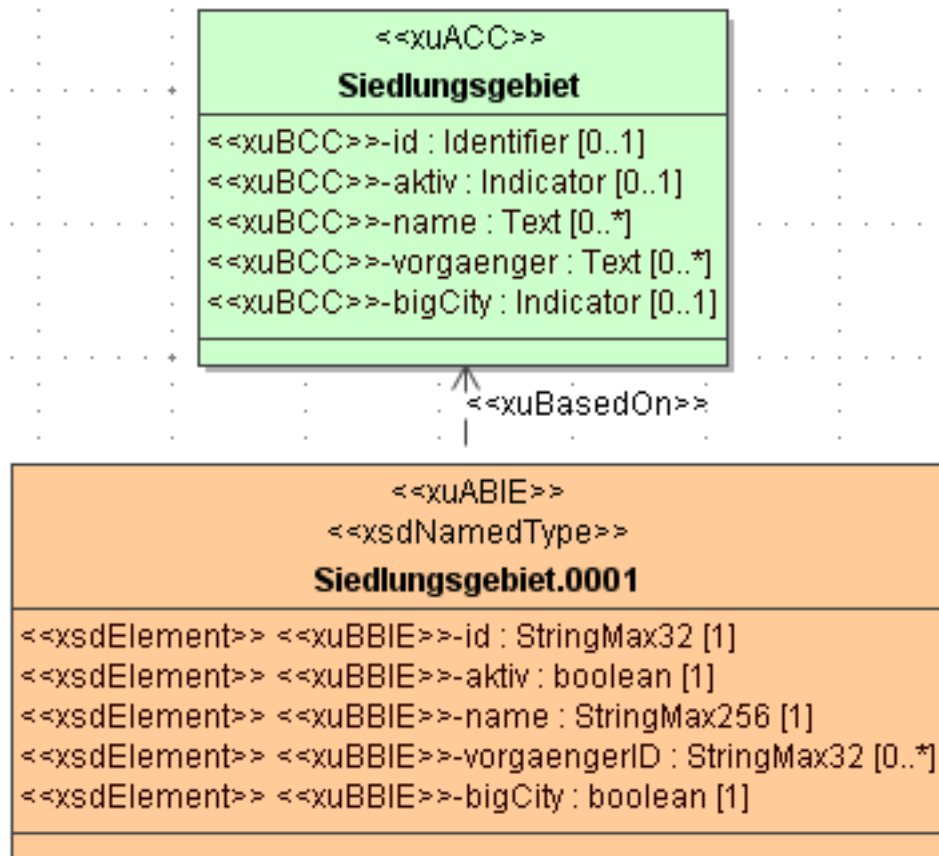 <<xuACC>>
Siedlungsgebiet
<<xuBCC>>-id : Identifier [0..1]
<<xuBCC>>-aktiv : Indicator [0..1]
<<xuBCC>>-name : Text [0..*]
<<xuBCC>>-vorgaenger : Text [0..*]
<<xuBCC>>-bigCity : Indicator [0..1]
<<xuBasedOn>>
<<xuABIE>>
<<xsdNamedType>>
Siedlungsgebiet.0001
<<xsdElement>> <<xuBBIE>>-id : StringMax32 [1]
<<xsdElement>> <<xuBBIE>>-aktiv : boolean [1]
<<xsdElement>> <<xuBBIE>>-name : StringMax256 [1]
<<xsdElement>> <<xuBBIE>>-vorgaengerID : StringMax32 [0..*]
<<xsdElement>> <<xuBBIE>>-bigCity : boolean [1]